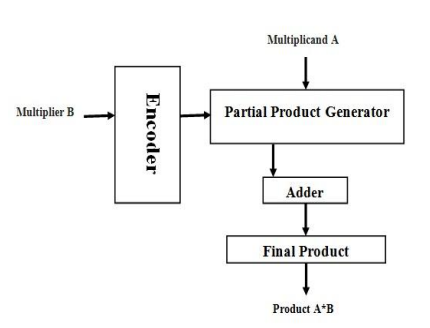 Multiplicand A
Multiplier B
Encoder
Partial Product Generator
Adder
Final Product
Product A*B